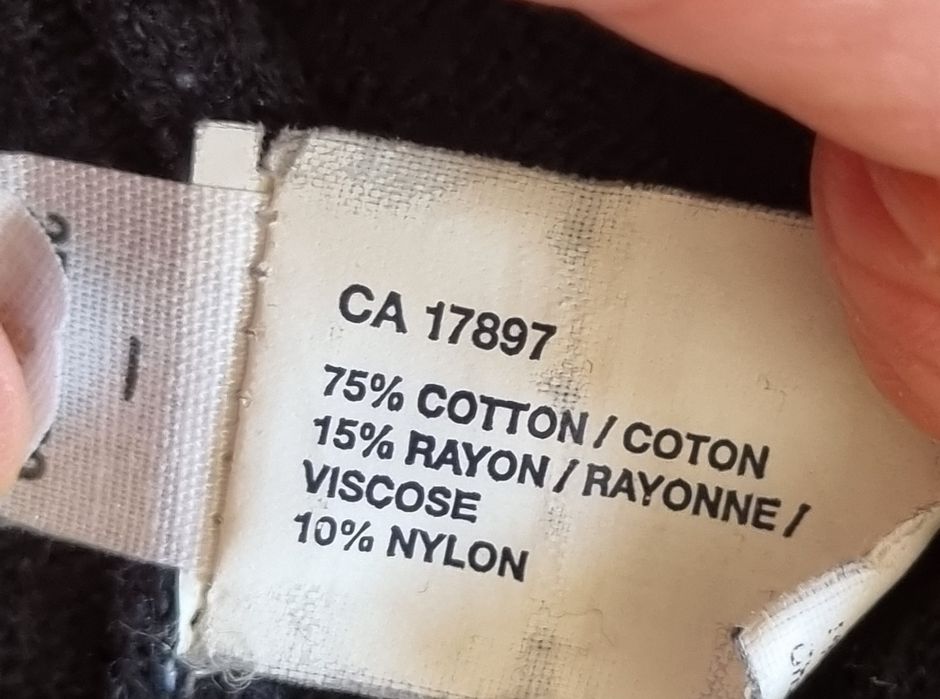 CA 17897
75% COTTON / COTON
15% RAYON / RAYONNE /
VISCOSE
10% NYLON